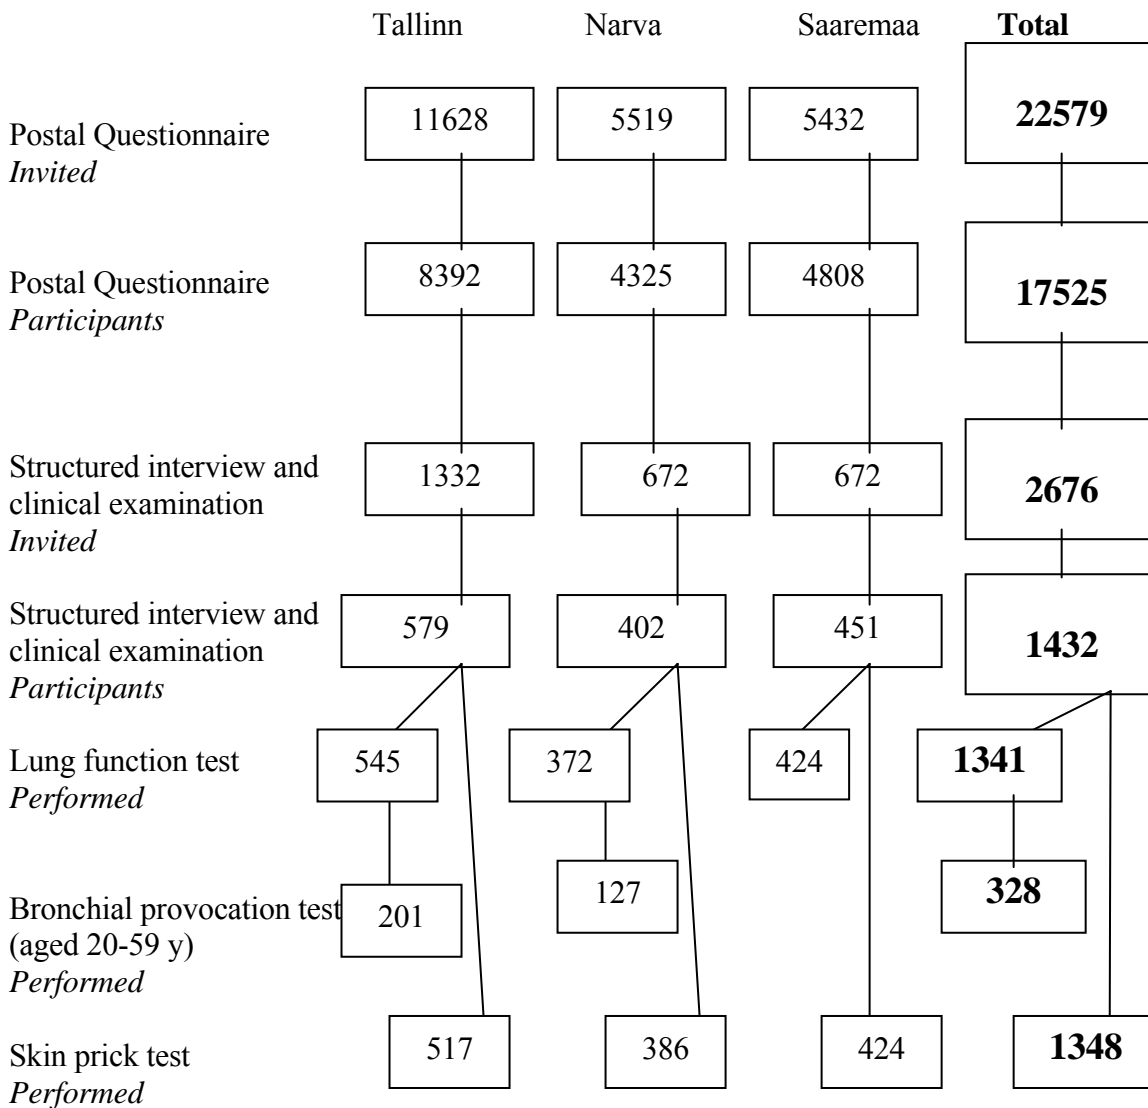 Tallinn Narva Saaremaa Total
Postal Questionnaire 11628 5519 5432 22579
Invited
Postal Questionnaire 8392 4325 4808 17525
Participants
Structured interview and
clinical examination 1332 672 672 2676
Invited
Structured interview and
clinical examination 579 402 451 1432
Participants
Lung function test 545 372 424 1341
Performed
Bronchial provocation test 201 127 328
(aged 20-59 y)
Performed
Skin prick test 517 386 424 1348
Performed